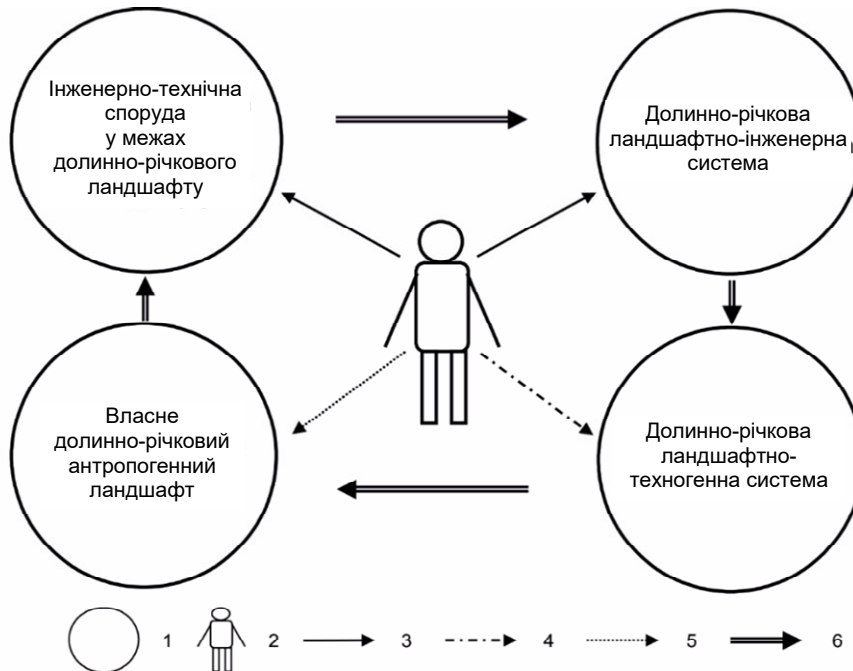 Інженерно-технічна
споруда
у межах
долинно-річкового
ландшафту
Долинно-річкова
ландшафтно-інженерна
система
Власне
долинно-річковий
антропогенний
ландшафт
Долинно-річкова
ландшафтно-
техногенна система
1 2 3 4 5 6